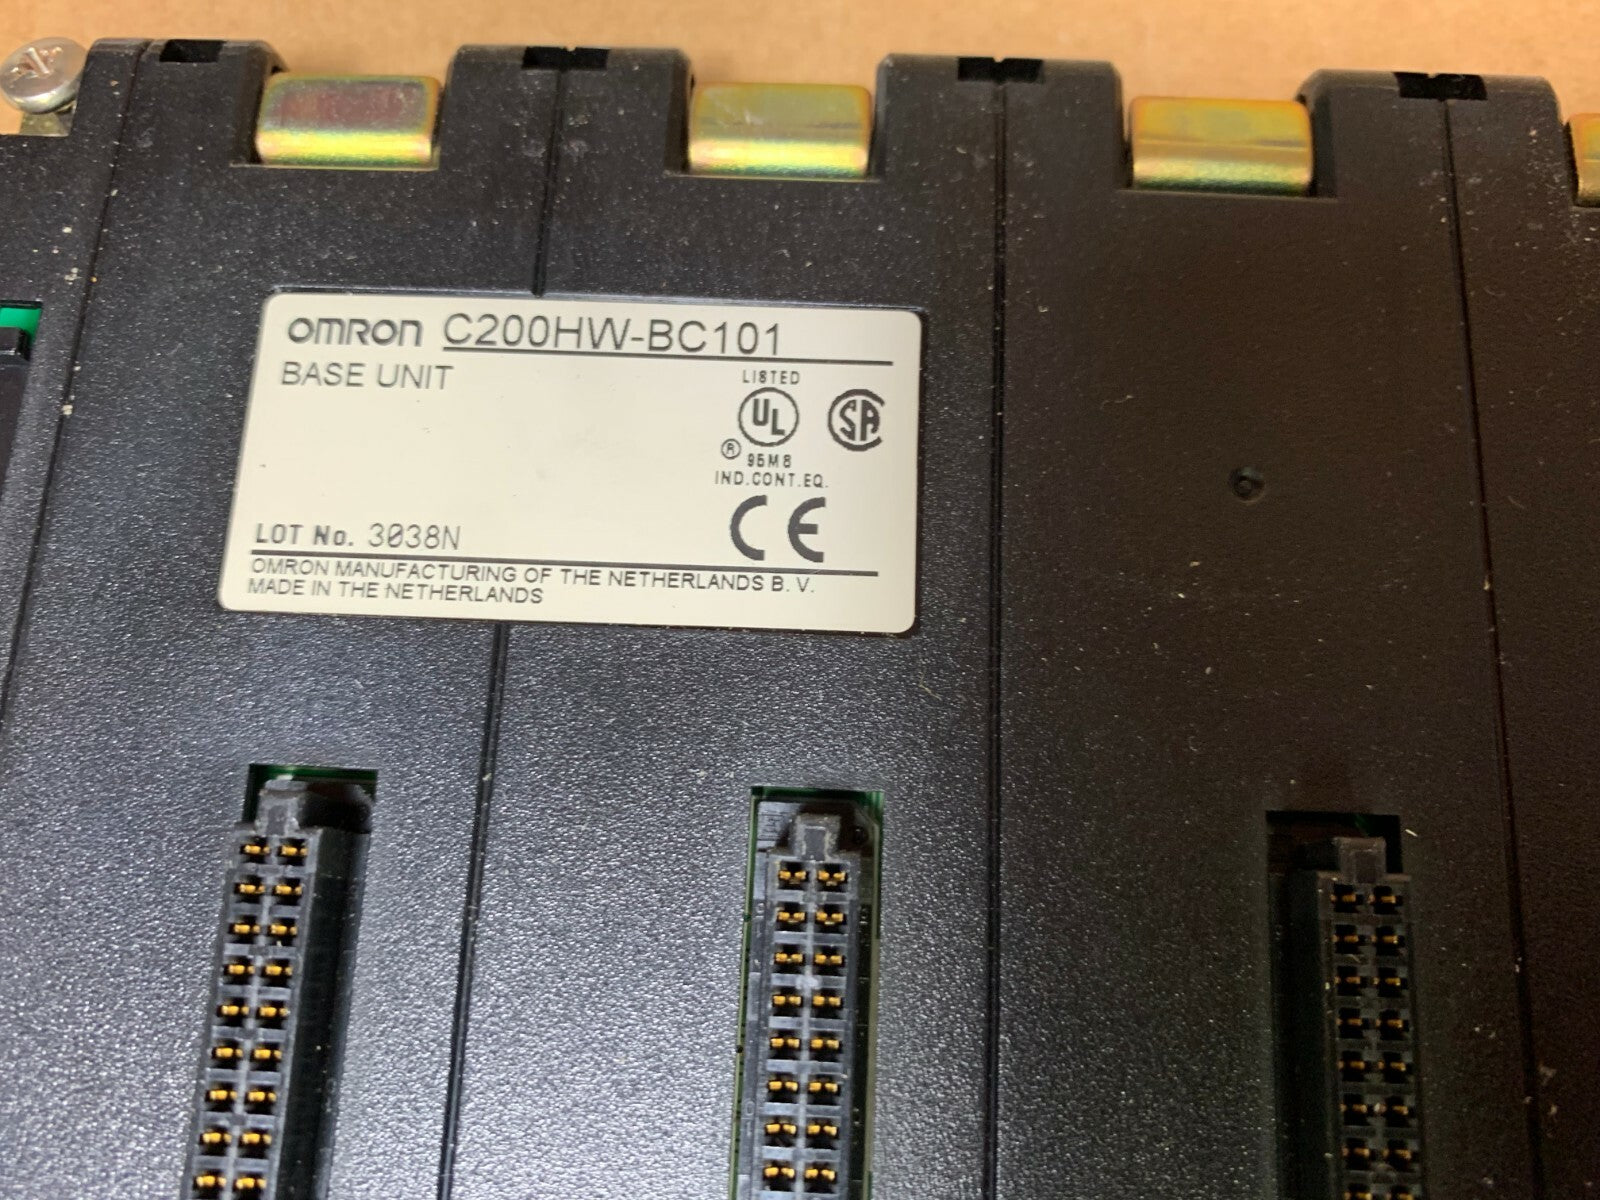 OMRON C200HW-BC101
BASE UNIT
LISTED
UL
SA
® 95M8
IND.CONT.EQ.
CE
LOT No. 3038N
OMRON MANUFACTURING OF THE NETHERLANDS B.V.
MADE IN THE NETHERLANDS